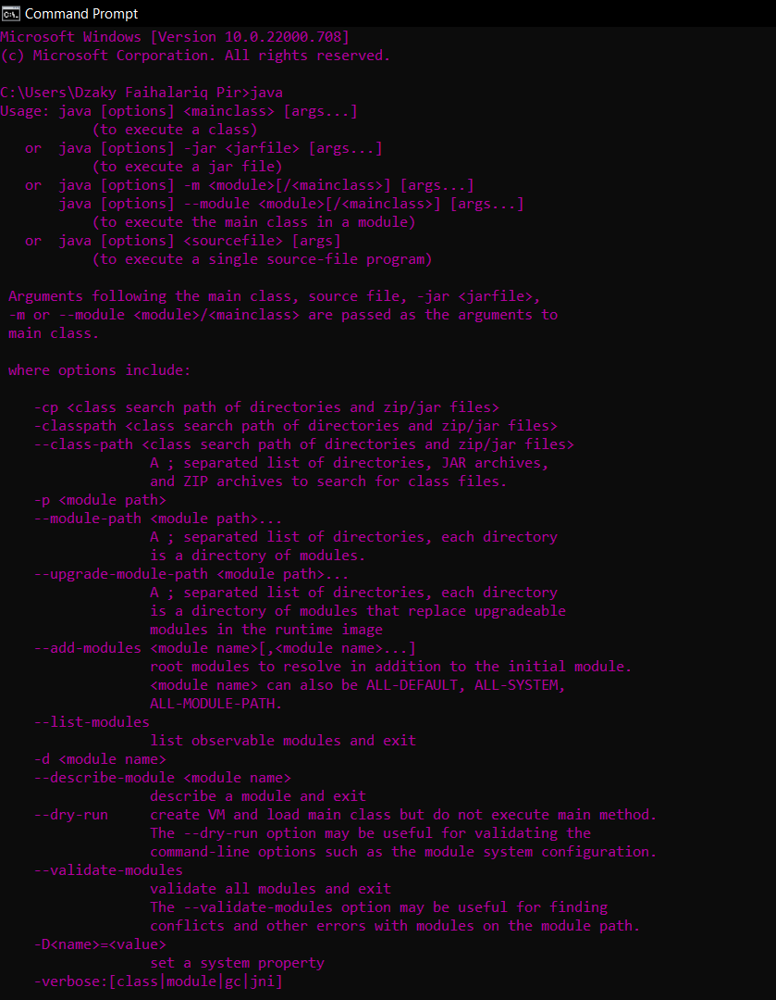 Command Prompt
Microsoft Windows [Version 10.0.22000.708]
(c) Microsoft Corporation. All rights reserved.
C:\Users\Dzaky Faihalariq Pir>java
Usage: java [options] <mainclass> [args...]
(to execute a class)
or  java [options] -jar <jarfile> [args...]
(to execute a jar file)
or  java [options] -m <module>[/<mainclass>] [args...]
java [options] --module <module>[/<mainclass>] [args...]
(to execute the main class in a module)
or  java [options] <sourcefile> [args]
(to execute a single source-file program)
Arguments following the main class, source file, -jar <jarfile>,
-m or --module <module>/<mainclass> are passed as the arguments to
main class.
where options include:
-cp <class search path of directories and zip/jar files>
-classpath <class search path of directories and zip/jar files>
--class-path <class search path of directories and zip/jar files>
A ; separated list of directories, JAR archives,
and ZIP archives to search for class files.
-p <module path>
--module-path <module path>...
A ; separated list of directories, each directory
is a directory of modules.
--upgrade-module-path <module path>...
A ; separated list of directories, each directory
is a directory of modules that replace upgradeable
modules in the runtime image
--add-modules <module name>[,<module name>...]
root modules to resolve in addition to the initial module.
<module name> can also be ALL-DEFAULT, ALL-SYSTEM,
ALL-MODULE-PATH.
--list-modules
list observable modules and exit
-d <module name>
--describe-module <module name>
describe a module and exit
--dry-run     create VM and load main class but do not execute main method.
The --dry-run option may be useful for validating the
command-line options such as the module system configuration.
--validate-modules
validate all modules and exit
The --validate-modules option may be useful for finding
conflicts and other errors with modules on the module path.
-D<name>=<value>
set a system property
-verbose:[class|module|gc|jni]